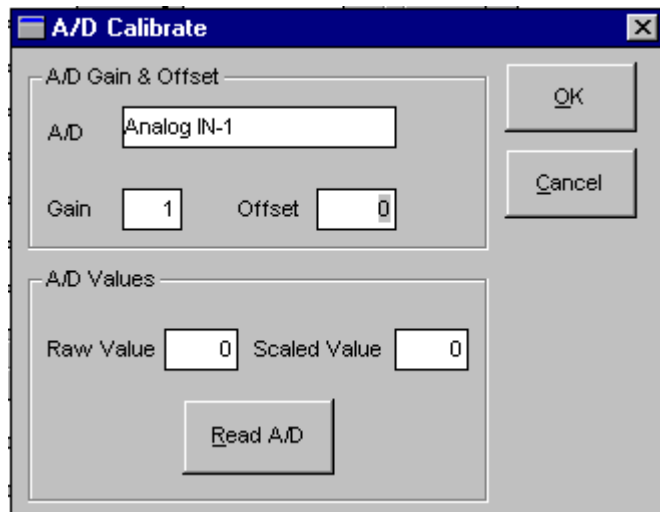 A/D Calibrate
A/D Gain & Offset
OK
A/D Analog IN-1
Cancel
Gain 1 Offset 0
A/D Values
Raw Value 0 Scaled Value 0
Read A/D